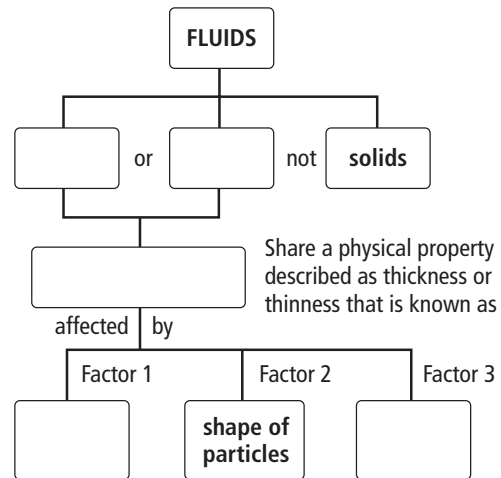 FLUIDS
or
not
solids
Share a physical property
described as thickness or
thinness that is known as
affected by
Factor 1
Factor 2
Factor 3
shape of
particles